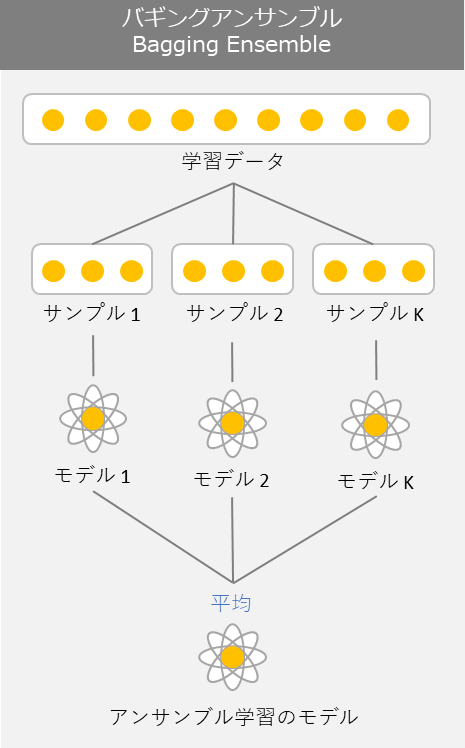 バギングアンサンブル
Bagging Ensemble
学習データ
サンプル 1
サンプル 2
サンプル K
モデル 1
モデル 2
モデル K
平均
アンサンブル学習のモデル